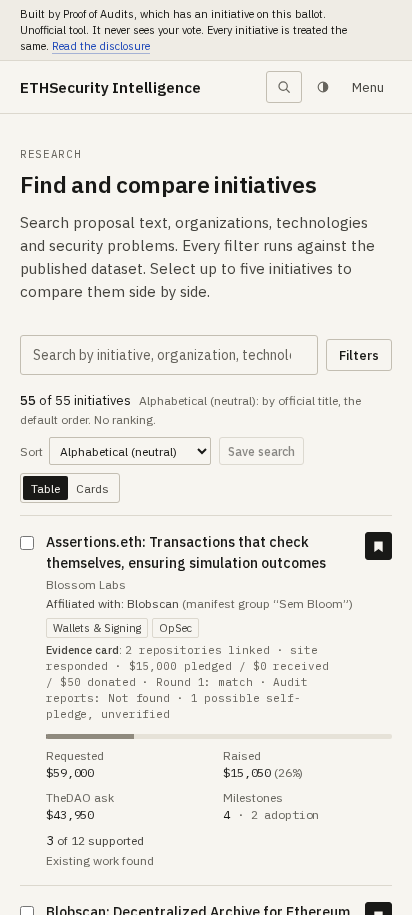 Built by Proof of Audits, which has an initiative on this ballot.
Unofficial tool. It never sees your vote. Every initiative is treated the
same. Read the disclosure
ETHSecurity Intelligence
Menu
RESEARCH
Find and compare initiatives
Search proposal text, organizations, technologies
and security problems. Every filter runs against the
published dataset. Select up to five initiatives to
compare them side by side.
Search by initiative, organization, technol
Filters
55 of 55 initiatives Alphabetical (neutral): by official title, the
default order. No ranking.
Sort Alphabetical (neutral) Save search
Table Cards
Assertions.eth: Transactions that check
themselves, ensuring simulation outcomes
Blossom Labs
Affiliated with: Blobscan (manifest group “Sem Bloom”)
Wallets & Signing OpSec
Evidence card: 2 repositories linked · site
responded · $15,000 pledged / $0 received
/ $50 donated · Round 1: match · Audit
reports: Not found · 1 possible self-
pledge, unverified
Requested Raised
$59,000 $15,050 (26%)
TheDAO ask Milestones
$43,950 4 · 2 adoption
3 of 12 supported
Existing work found
Blobscan: Decentralized Archive for Ethereum